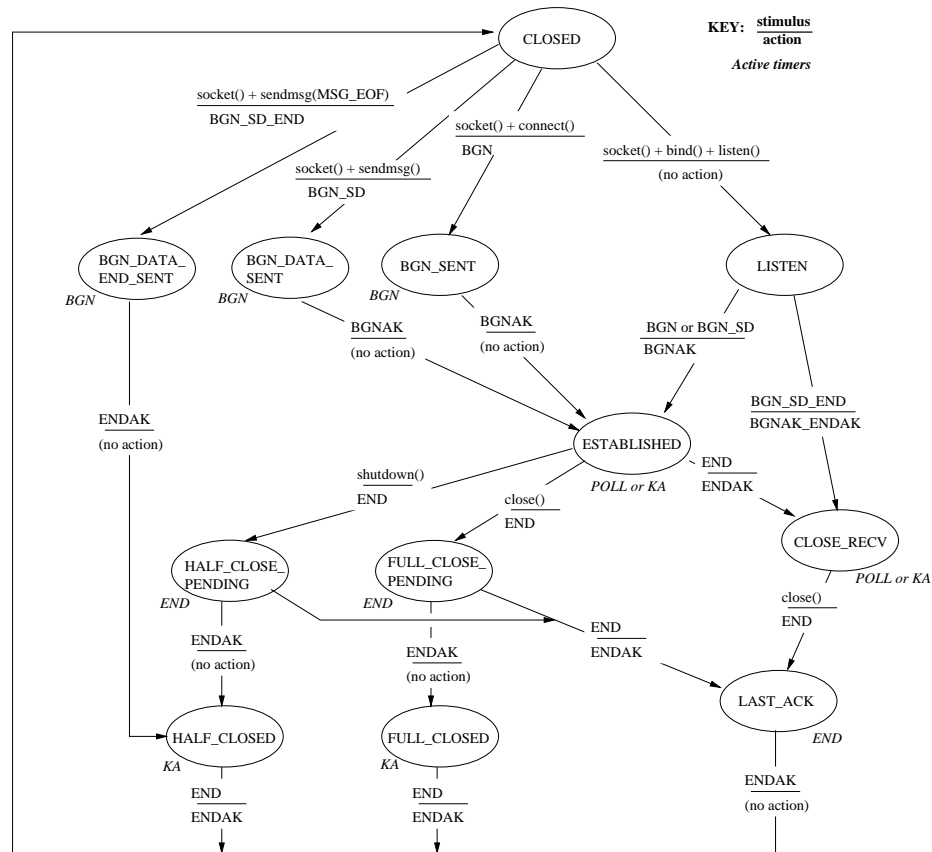 CLOSED
KEY: stimulus
action
Active timers
socket() + sendmsg(MSG_EOF)
BGN_SD_END
socket() + sendmsg()
BGN_SD
socket() + connect()
BGN
socket() + bind() + listen()
(no action)
BGN_DATA_
END_SENT
BGN
BGN_DATA_
SENT
BGN
BGN_SENT
BGN
LISTEN
BGNAK
(no action)
BGNAK
(no action)
BGN or BGN_SD
BGNAK
ENDAK
(no action)
BGN_SD_END
BGNAK_ENDAK
ESTABLISHED
POLL or KA
shutdown()
END
close()
END
END
ENDAK
CLOSE_RECV
POLL or KA
HALF_CLOSE_
PENDING
END
FULL_CLOSE_
PENDING
END
close()
END
ENDAK
(no action)
ENDAK
(no action)
END
ENDAK
LAST_ACK
END
HALF_CLOSED
KA
FULL_CLOSED
KA
END
ENDAK
END
ENDAK
ENDAK
(no action)